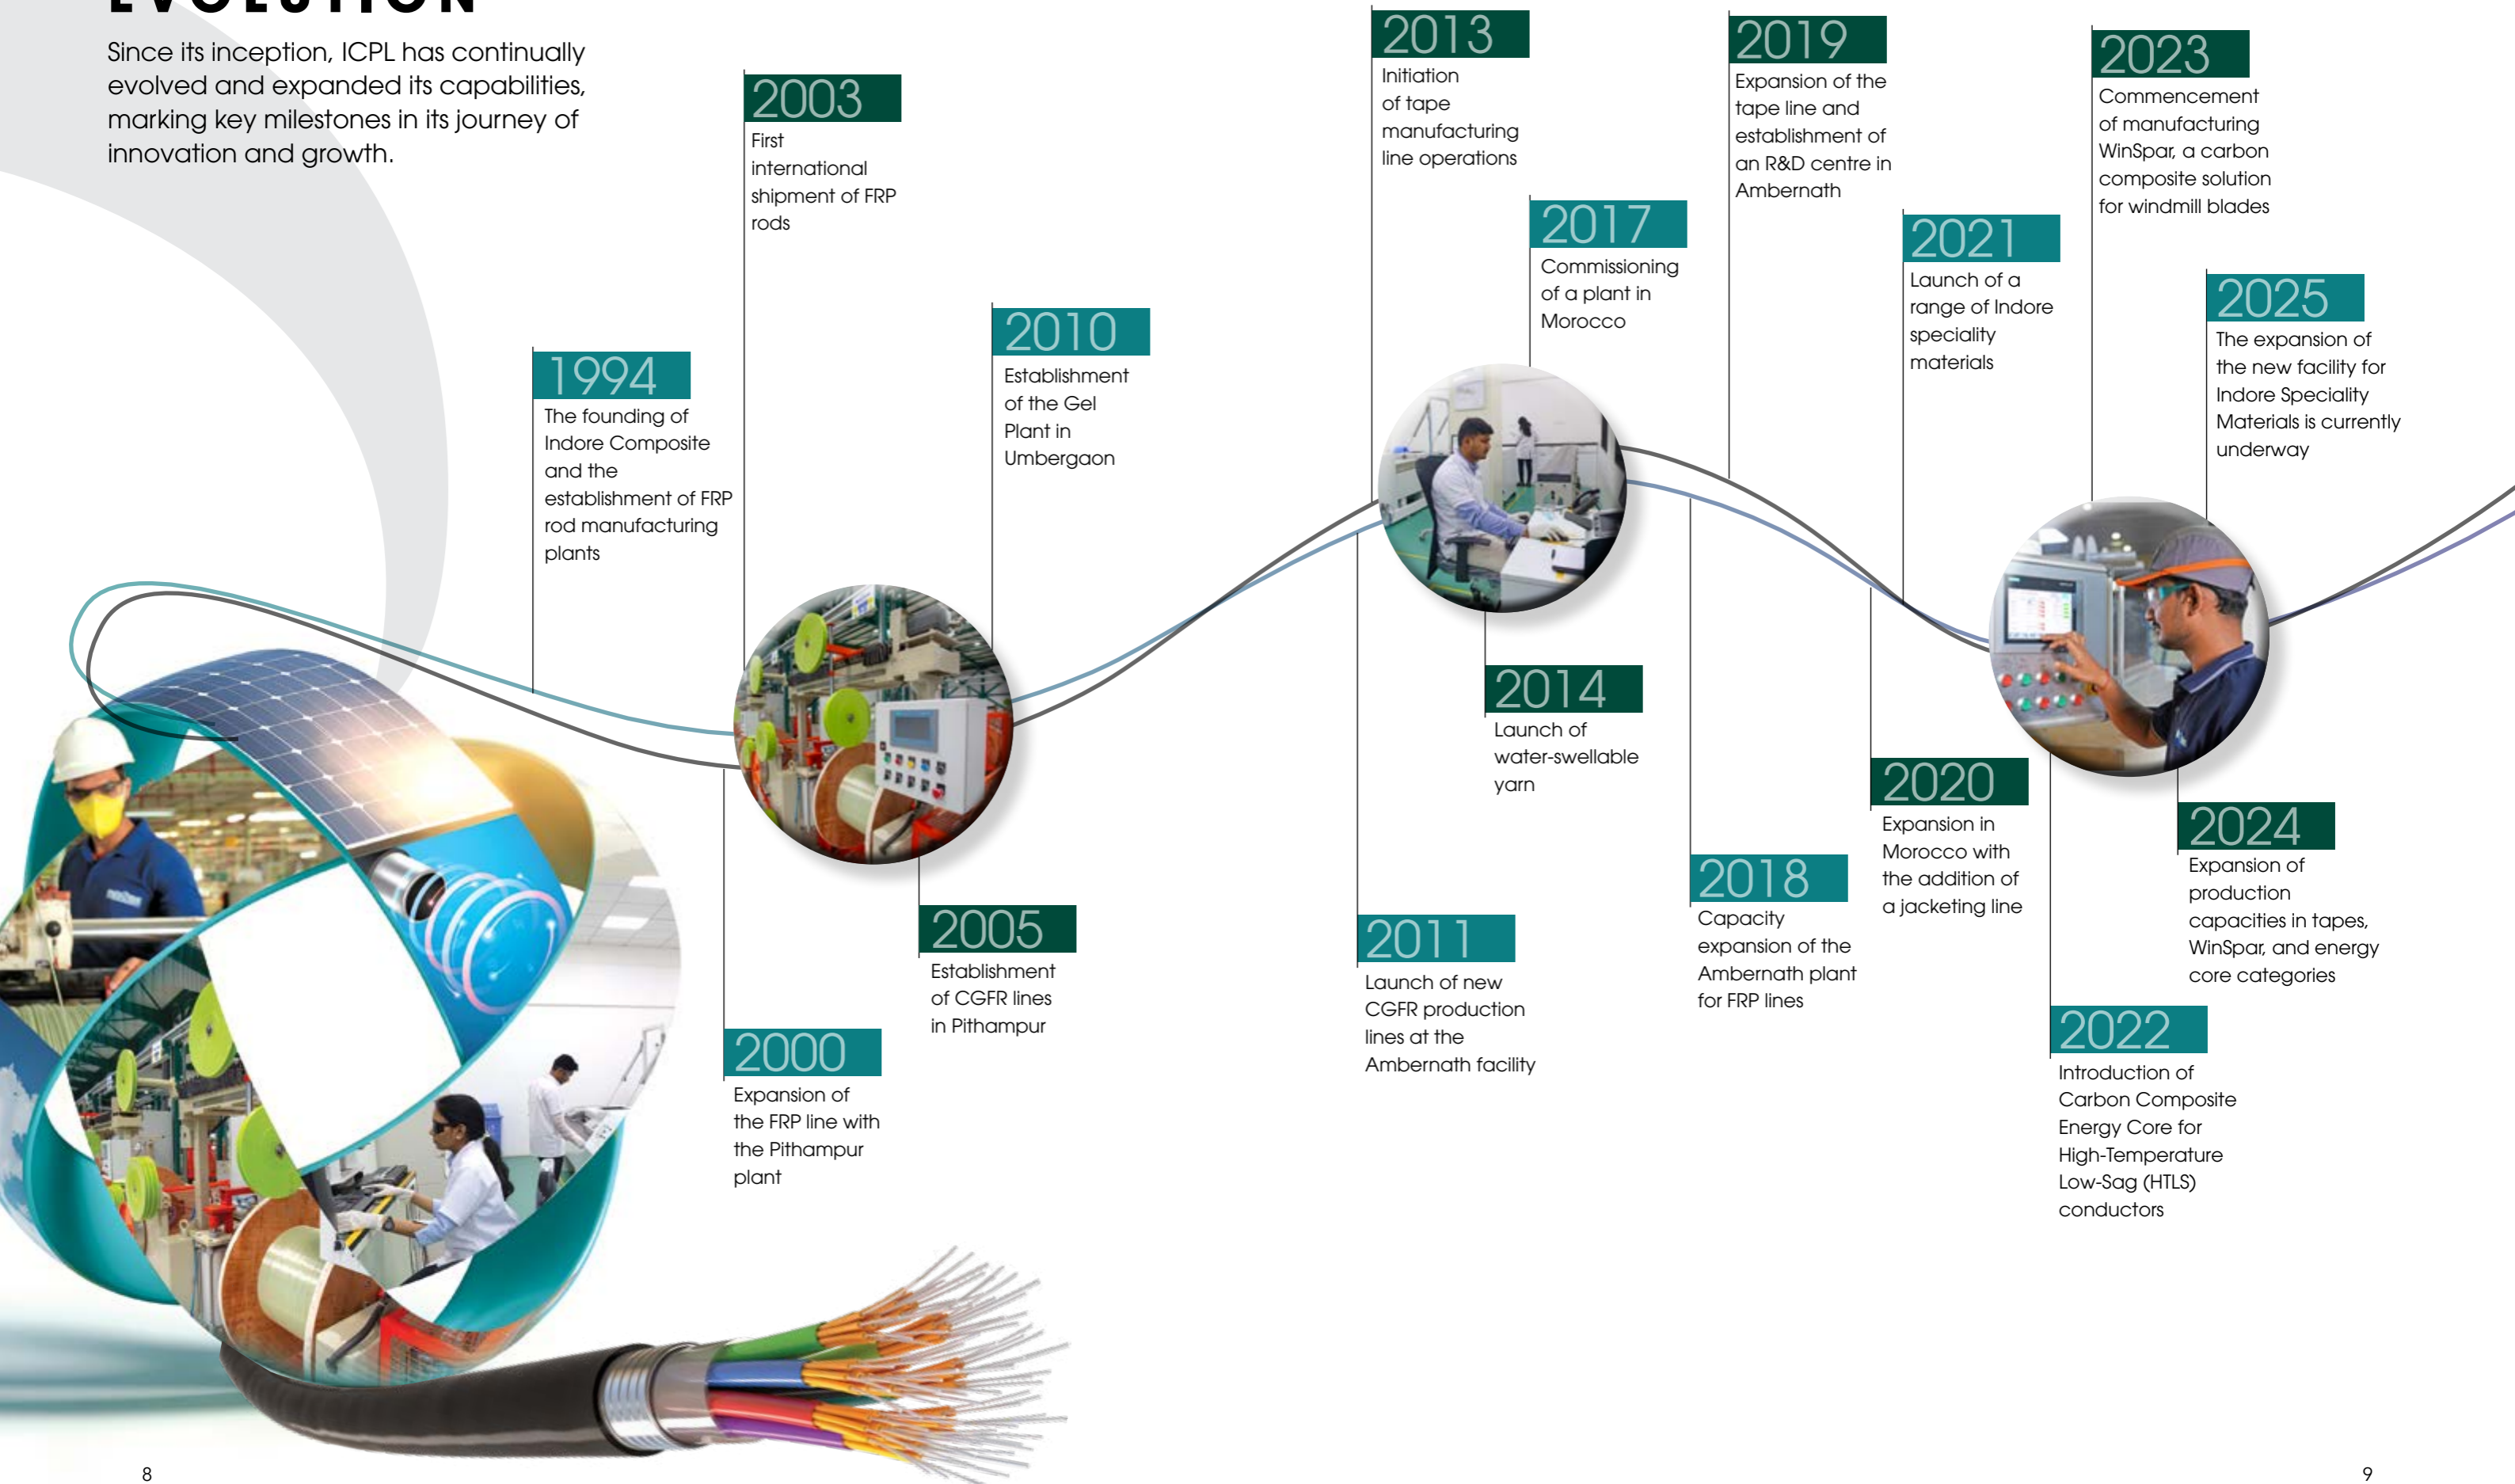 EVOLUTION
Since its inception, ICPL has continually
evolved and expanded its capabilities,
marking key milestones in its journey of
innovation and growth.
1994
The founding of
Indore Composite
and the
establishment of FRP
rod manufacturing
plants
2000
Expansion of
the FRP line with
the Pithampur
plant
2003
First
international
shipment of FRP
rods
2005
Establishment
of CGFR lines
in Pithampur
2010
Establishment
of the Gel
Plant in
Umbergaon
2011
Launch of new
CGFR production
lines at the
Ambernath facility
2013
Initiation
of tape
manufacturing
line operations
2014
Launch of
water-swellable
yarn
2017
Commissioning
of a plant in
Morocco
2018
Capacity
expansion of the
Ambernath plant
for FRP lines
2019
Expansion of the
tape line and
establishment of
an R&D centre in
Ambernath
2020
Expansion in
Morocco with
the addition of
a jacketing line
2021
Launch of a
range of Indore
speciality
materials
2022
Introduction of
Carbon Composite
Energy Core for
High-Temperature
Low-Sag (HTLS)
conductors
2023
Commencement
of manufacturing
WinSpar, a carbon
composite solution
for windmill blades
2024
Expansion of
production
capacities in tapes,
WinSpar, and energy
core categories
2025
The expansion of
the new facility for
Indore Speciality
Materials is currently
underway
8
9